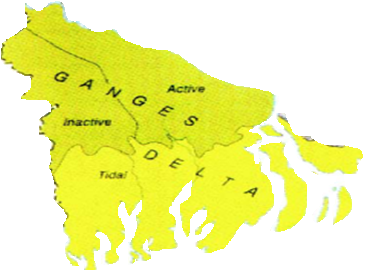 GANGES
Active
Inactive
DELTA
Tidal